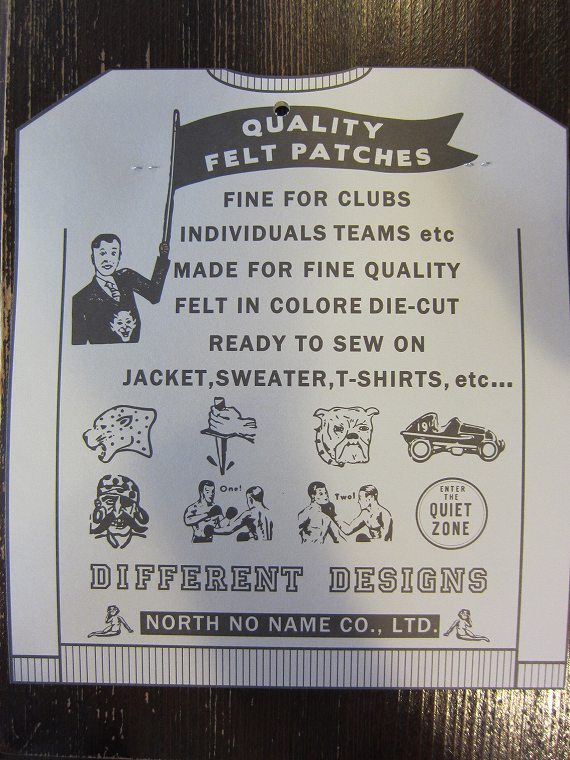 QUALITY
FELT PATCHES
FINE FOR CLUBS
INDIVIDUALS TEAMS etc
MADE FOR FINE QUALITY
FELT IN COLORE DIE-CUT
READY TO SEW ON
JACKET,SWEATER,T-SHIRTS, etc...
One!
Two!
ENTER
THE
QUIET
ZONE
DIFFERENT DESIGNS
NORTH NO NAME CO., LTD.